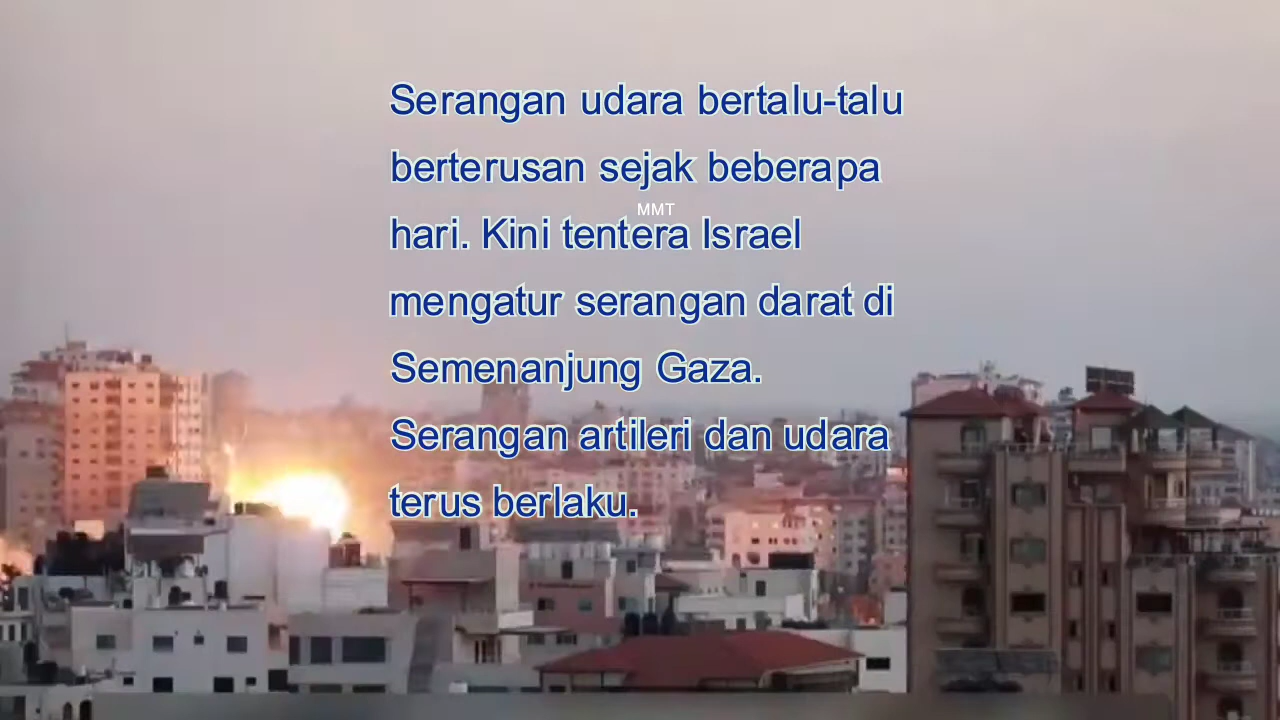 Serangan udara bertalu-talu
berterusan sejak beberapa
MMT
hari. Kini tentera Israel
mengatur serangan darat di
Semenanjung Gaza.
Serangan artileri dan udara
terus berlaku.